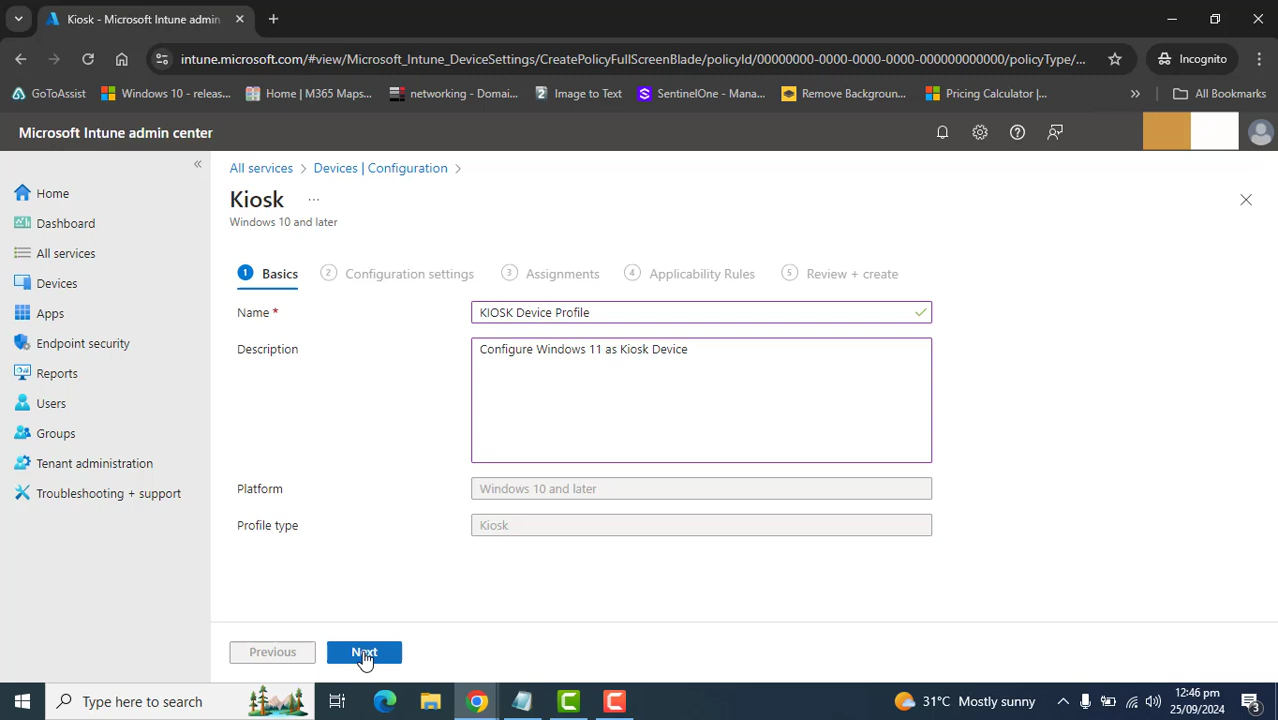 Kiosk - Microsoft Intune admin
intune.microsoft.com/#view/Microsoft_Intune_DeviceSettings/CreatePolicyFullScreenBlade/policyId/00000000-0000-0000-0000-000000000000/policyType/...
Incognito
GoToAssist
Windows 10 - releas...
Home | M365 Maps...
networking - Domai...
Image to Text
SentinelOne - Mana...
Remove Backgroun...
Pricing Calculator |...
All Bookmarks
Microsoft Intune admin center
All services
Devices | Configuration
Kiosk
...
Windows 10 and later
Home
Dashboard
All services
Devices
Apps
Endpoint security
Reports
Users
Groups
Tenant administration
Troubleshooting + support
1 Basics
2 Configuration settings
3 Assignments
4 Applicability Rules
5 Review + create
Name *
KIOSK Device Profile
Description
Configure Windows 11 as Kiosk Device
Platform
Windows 10 and later
Profile type
Kiosk
Previous
Next
Type here to search
31°C Mostly sunny
12:46 pm
25/09/2024
3